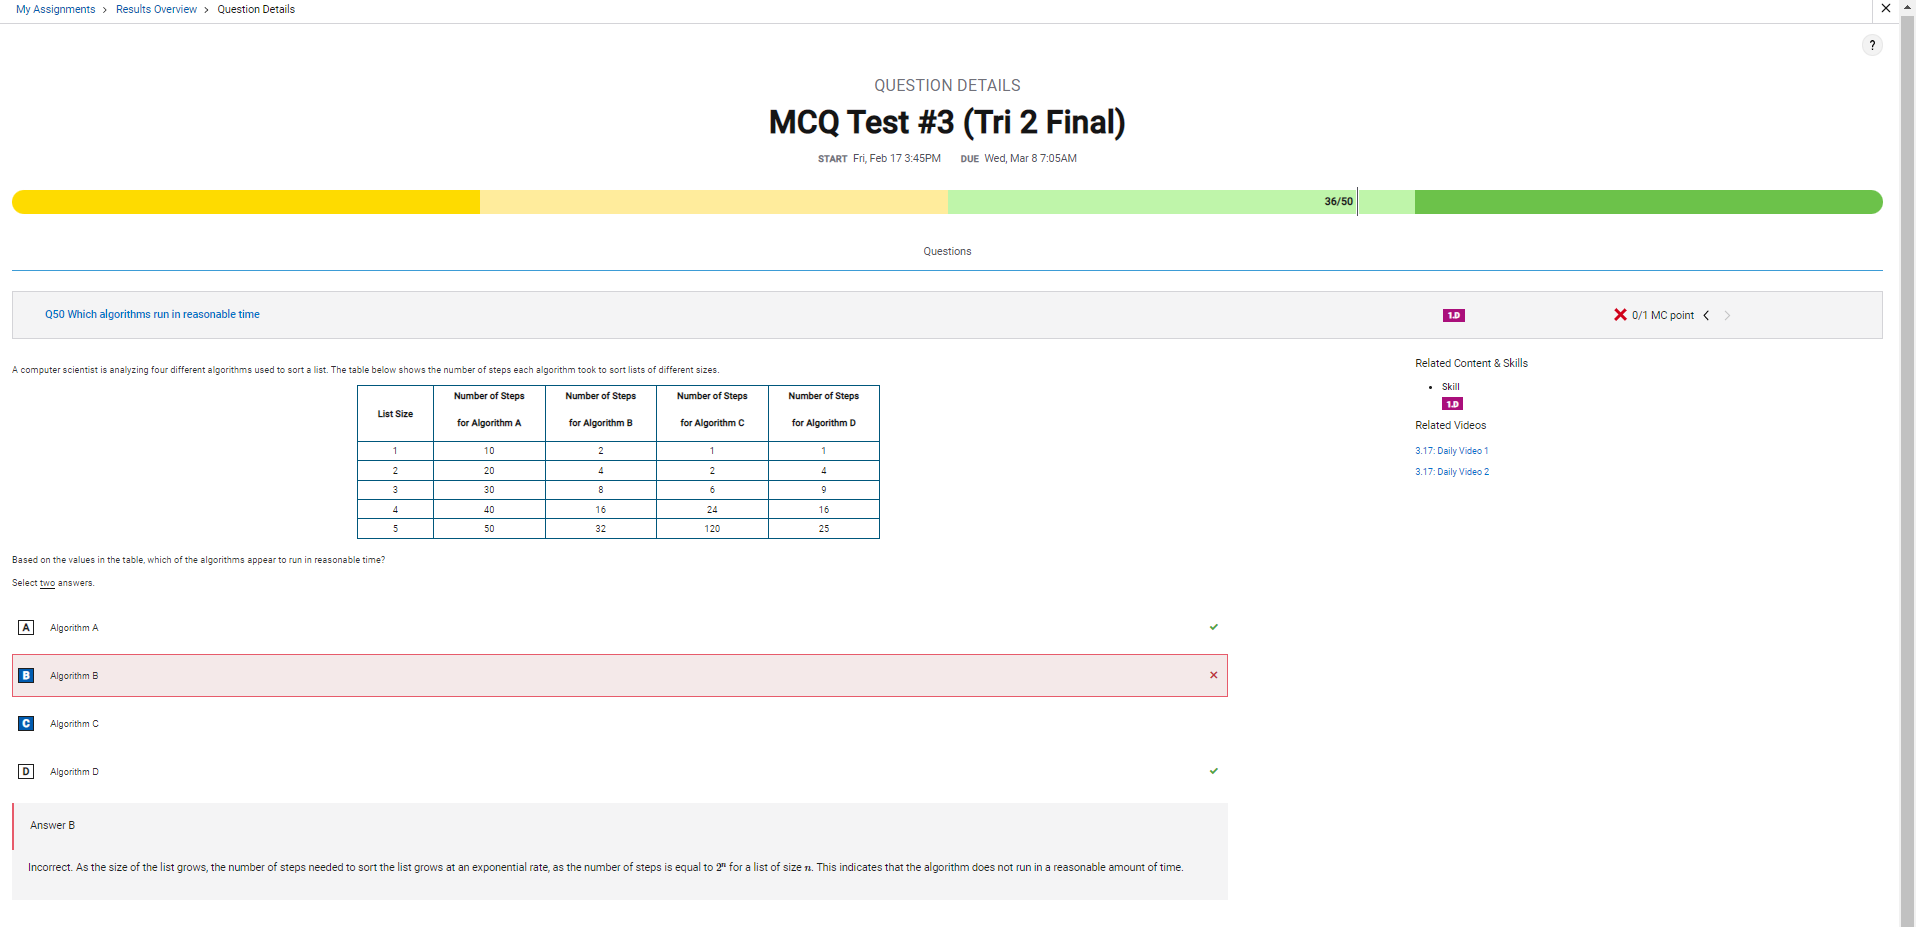 My Assignments > Results Overview > Question Details
?
QUESTION DETAILS
MCQ Test #3 (Tri 2 Final)
START Fri, Feb 17 3:45PM DUE Wed, Mar 8 7:05AM
36/50
Questions
Q50 Which algorithms run in reasonable time 1.D 0/1 MC point
A computer scientist is analyzing four different algorithms used to sort a list. The table below shows the number of steps each algorithm took to sort lists of different sizes.
List Size Number of Steps for Algorithm A Number of Steps for Algorithm B Number of Steps for Algorithm C Number of Steps for Algorithm D
1 10 2 1 1
2 20 4 2 4
3 30 8 6 9
4 40 16 24 16
5 50 32 120 25
Based on the values in the table, which of the algorithms appear to run in reasonable time?
Select two answers.
A Algorithm A
B Algorithm B
C Algorithm C
D Algorithm D
Answer B
Incorrect. As the size of the list grows, the number of steps needed to sort the list grows at an exponential rate, as the number of steps is equal to 2ⁿ for a list of size n. This indicates that the algorithm does not run in a reasonable amount of time.
Related Content & Skills
• Skill
1.D
Related Videos
3.17: Daily Video 1
3.17: Daily Video 2